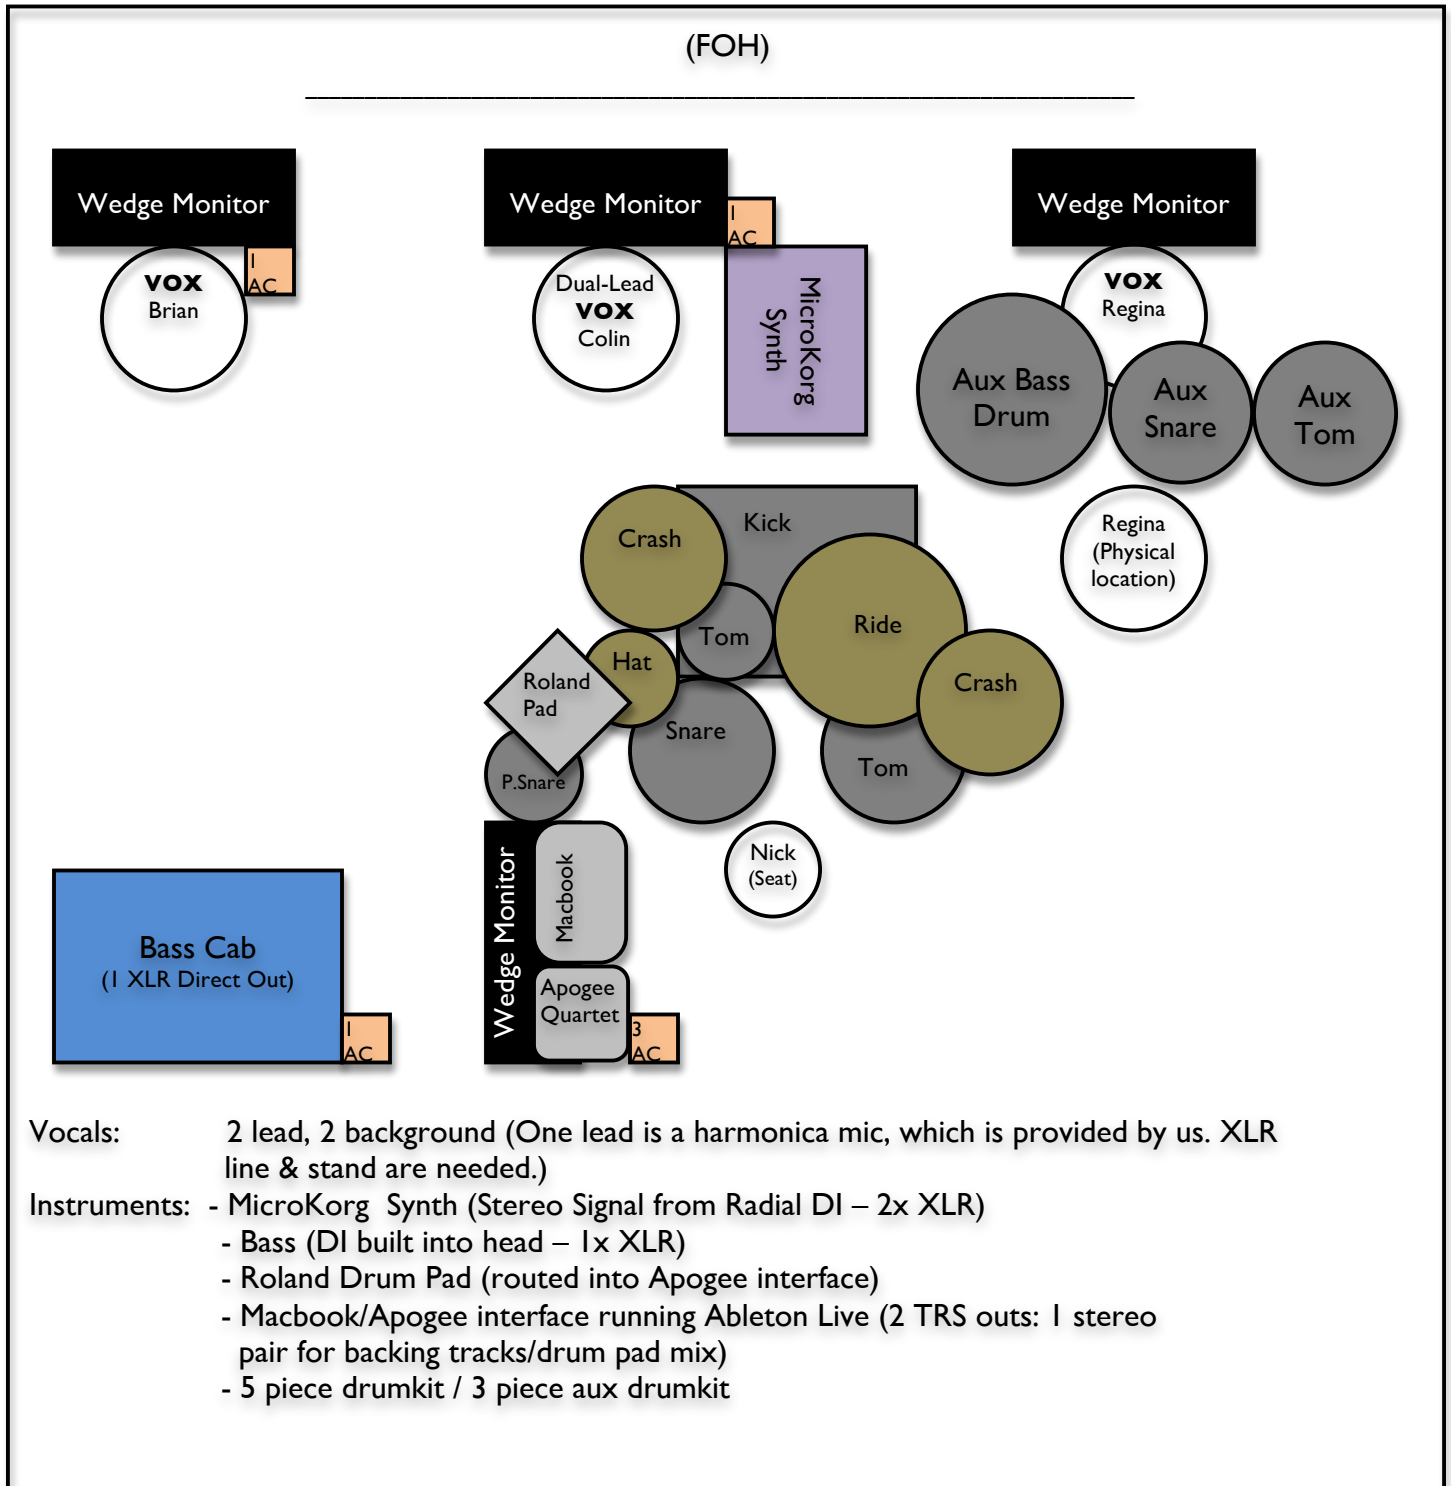 (FOH)
Wedge Monitor
Wedge Monitor
Wedge Monitor
1
AC
VOX
Brian
1
AC
Dual-Lead
VOX
Colin
MicroKorg
Synth
VOX
Regina
Aux Bass
Drum
Aux
Snare
Aux
Tom
Regina
(Physical
location)
Crash
Kick
Tom
Ride
Hat
Crash
Roland
Pad
Snare
Tom
P.Snare
Nick
(Seat)
Wedge Monitor
Macbook
Apogee
Quartet
3
AC
Bass Cab
(1 XLR Direct Out)
1
AC
Vocals: 2 lead, 2 background (One lead is a harmonica mic, which is provided by us. XLR
line & stand are needed.)
Instruments: - MicroKorg Synth (Stereo Signal from Radial DI – 2x XLR)
- Bass (DI built into head – 1x XLR)
- Roland Drum Pad (routed into Apogee interface)
- Macbook/Apogee interface running Ableton Live (2 TRS outs: 1 stereo
pair for backing tracks/drum pad mix)
- 5 piece drumkit / 3 piece aux drumkit